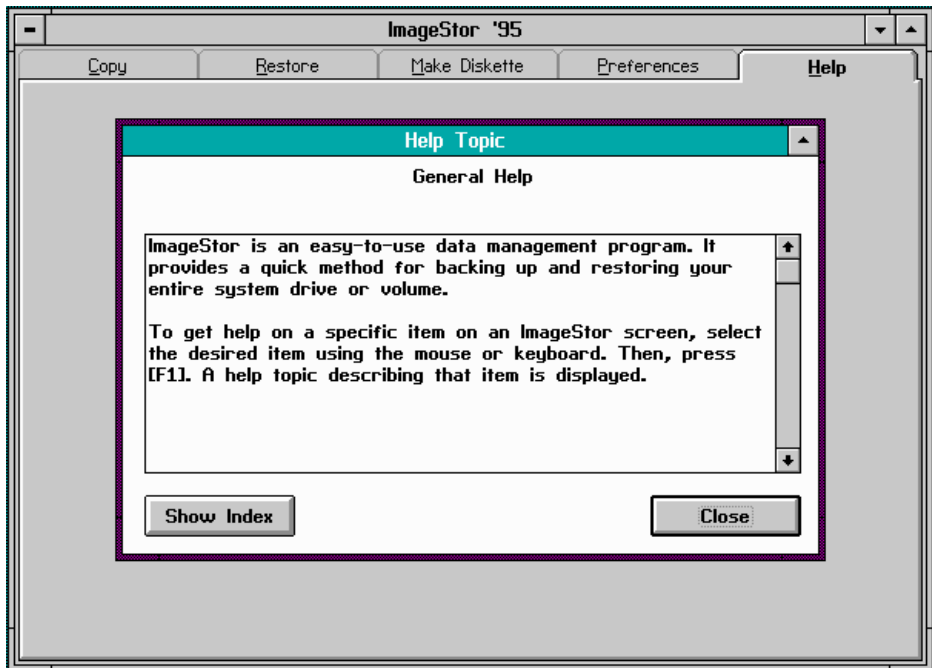 ImageStor '95
Copy
Restore
Make Diskette
Preferences
Help
Help Topic
General Help
ImageStor is an easy-to-use data management program. It
provides a quick method for backing up and restoring your
entire system drive or volume.
To get help on a specific item on an ImageStor screen, select
the desired item using the mouse or keyboard. Then, press
[F1]. A help topic describing that item is displayed.
Show Index
Close